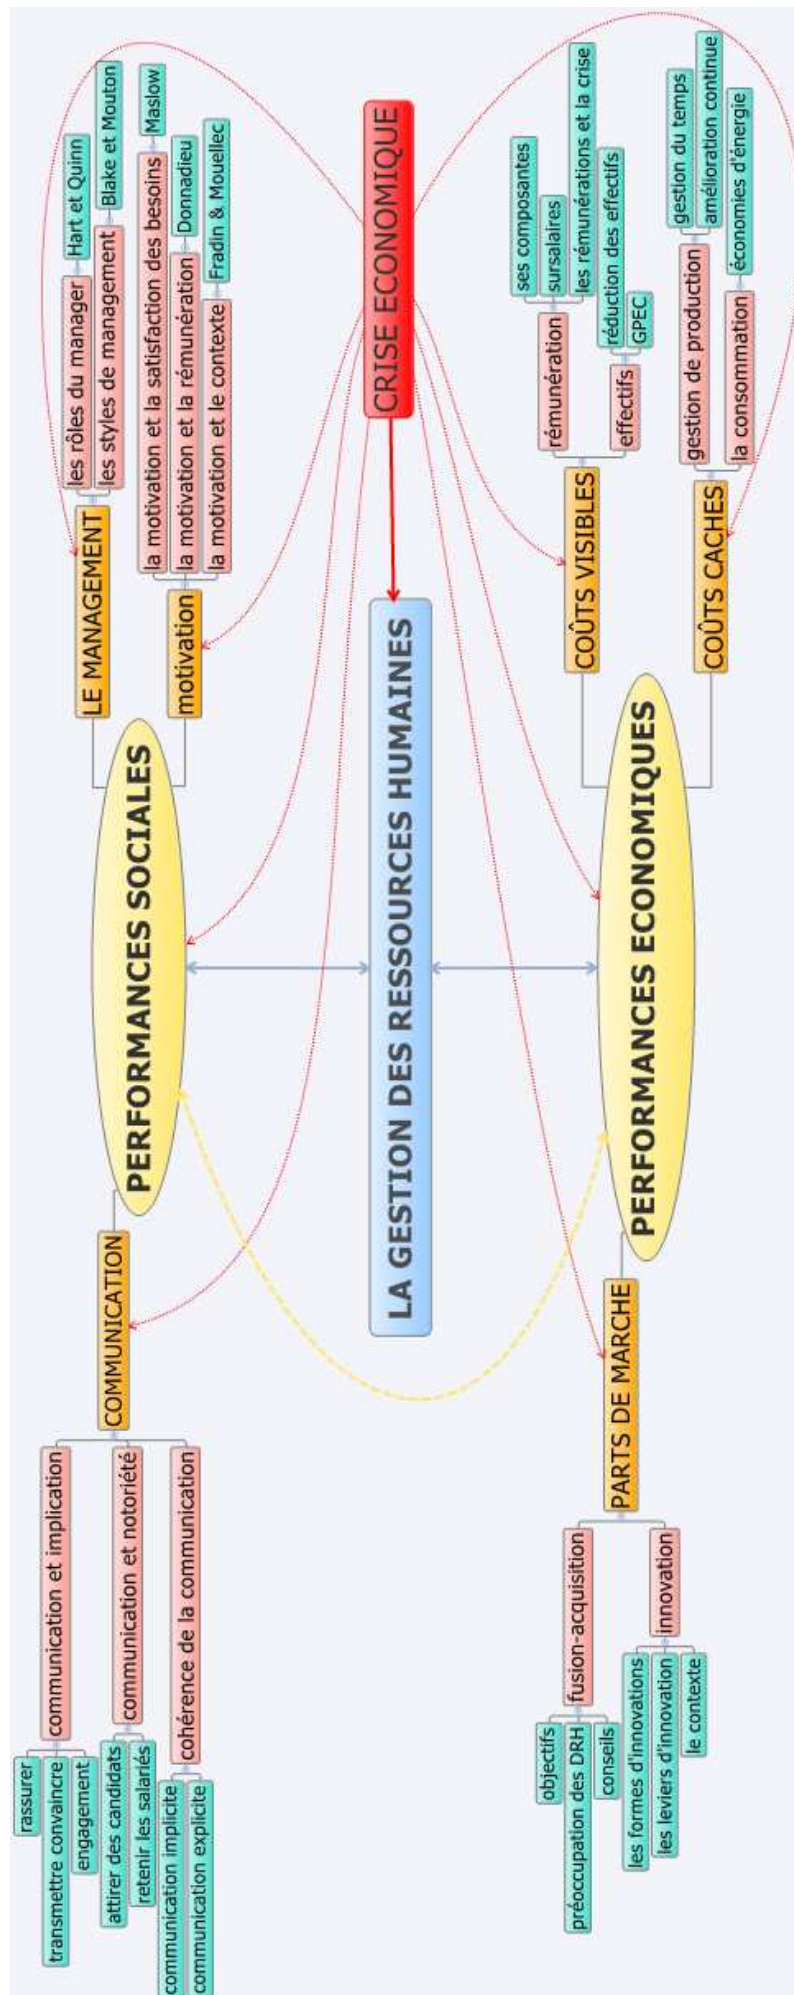 rassurer
transmettre convaincre
engagement
communication et implication
attirer des candidats
retenir les salariés
communication et notoriété
communication implicite
communication explicite
cohérence de la communication
COMMUNICATION
PERFORMANCES SOCIALES
LE MANAGEMENT
les rôles du manager
Hart et Quinn
les styles de management
Blake et Mouton
motivation
la motivation et la satisfaction des besoins
Maslow
la motivation et la rémunération
Donnadieu
la motivation et le contexte
Fradin & Mouellec
LA GESTION DES RESSOURCES HUMAINES
CRISE ECONOMIQUE
objectifs
préoccupation des DRH
conseils
fusion-acquisition
les formes d'innovations
les leviers d'innovation
le contexte
innovation
PARTS DE MARCHE
PERFORMANCES ECONOMIQUES
COÛTS VISIBLES
rémunération
ses composantes
sursalaires
les rémunérations et la crise
effectifs
réduction des effectifs
GPEC
COÛTS CACHES
gestion de production
gestion du temps
amélioration continue
la consommation
économies d'énergie